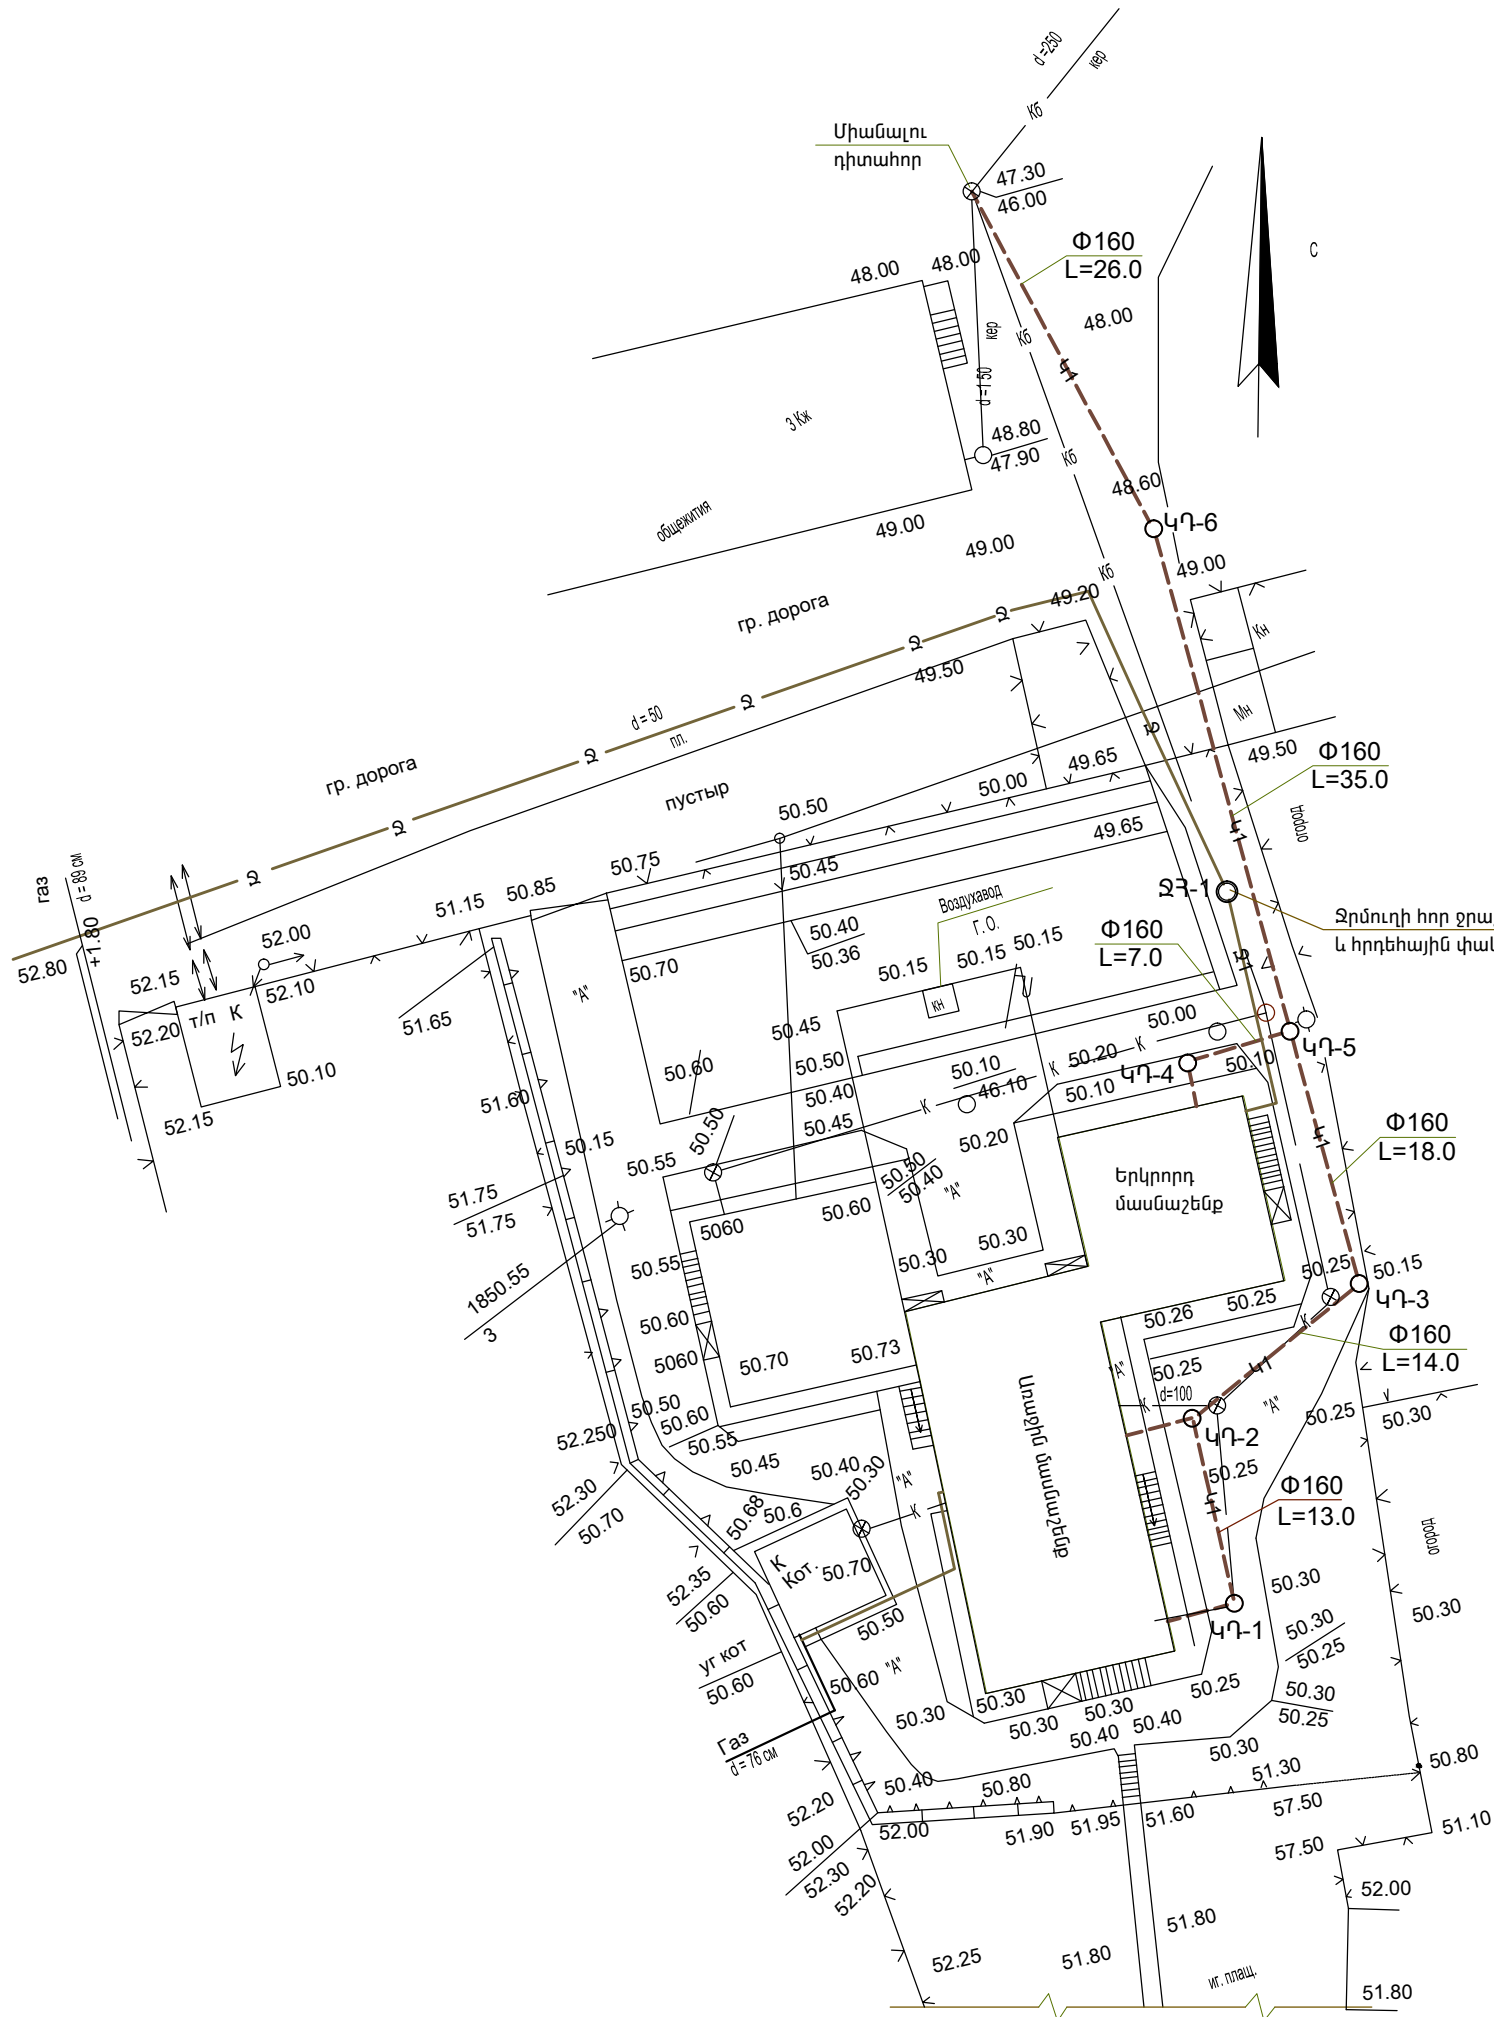 d =250
кер
Кб
Միանալու
դիտահոր
47.30
46.00
Ф160
L=26.0
С
48.00
48.00
48.00
Кб
кер
d =1 50
Կ1
3 Кж
48.80
47.90
Кб
48.60
ԿԴ-6
общежития
49.00
49.00
Кб
49.00
49.20
гр. дорога
Ջ
Ջ
Кн
49.50
Ջ
d = 50
пл.
Мн
Ջ
Ջ
49.50
Ф160
L=35.0
49.65
50.00
гр. дорога
пустыр
50.50
Ջ
49.65
Կ1
огород
50.75
50.45
газ
d = 89 см
+1.80
Ջ
50.85
51.15
Воздухавод
Г.О.
ՋՀ-1
Ջրմուղի հոր ջրա
և հրդեհային փակ
52.00
50.40
50.36
50.15
50.15
50.15
Ф160
L=7.0
52.80
52.15
52.10
50.70
"А"
кн
51.65
52.20
т/п
К
50.45
50.00
50.10
50.60
50.50
50.10
46.10
К
50.20
К
50.10
ԿԴ-5
ԿԴ-4
52.15
51.60
50.40
К
50.10
50.15
50.50
50.45
50.20
Կ1
Ф160
L=18.0
50.55
50.50
50.40
"А"
Երկրորդ
մասնաշենք
51.75
51.75
50.60
5060
50.30
50.30
"А"
50.55
50.25
50.15
1850.55
3
50.60
50.26
50.25
ԿԴ-3
К
Ф160
L=14.0
5060
50.70
50.73
"А"
50.25
Կ1
d=100
К
"А"
50.50
50.60
50.25
50.30
52.250
50.55
Առաջին մասնաշենք
ԿԴ-2
50.45
50.40
50.30
"А"
50.25
52.30
50.70
50.68
50.6
К
Կ1
Ф160
L=13.0
огород
К
Кот.
50.70
52.35
50.60
50.30
50.30
50.50
ԿԴ-1
50.30
50.25
уг кот
50.60
50.60
"А"
50.25
50.30
50.25
50.30
50.30
50.30
50.30
Газ
d = 76 см
50.40
50.40
50.30
50.80
51.30
50.40
50.80
52.20
57.50
51.10
52.00
51.90
51.95
51.60
52.00
52.30
57.50
52.20
52.00
51.80
52.25
51.80
иг. плащ.
51.80